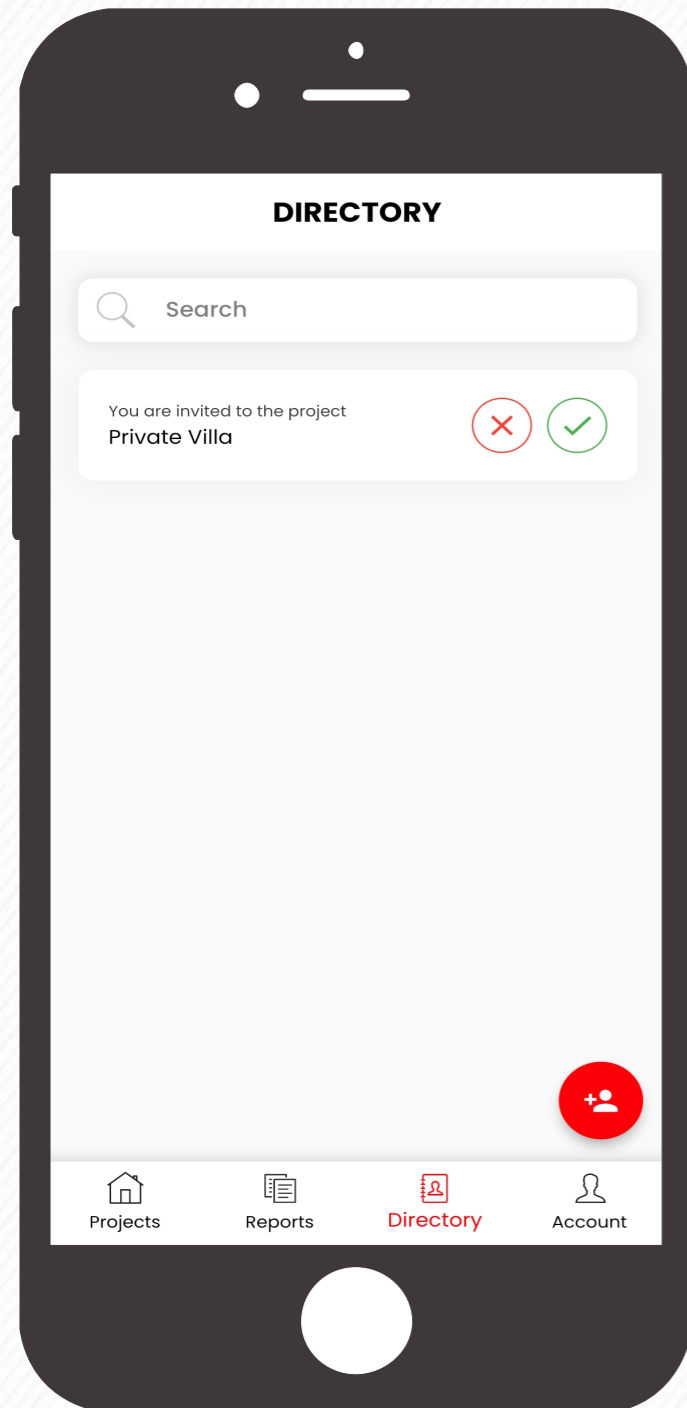 DIRECTORY
Search
You are invited to the project
Private Villa
Projects
Reports
Directory
Account